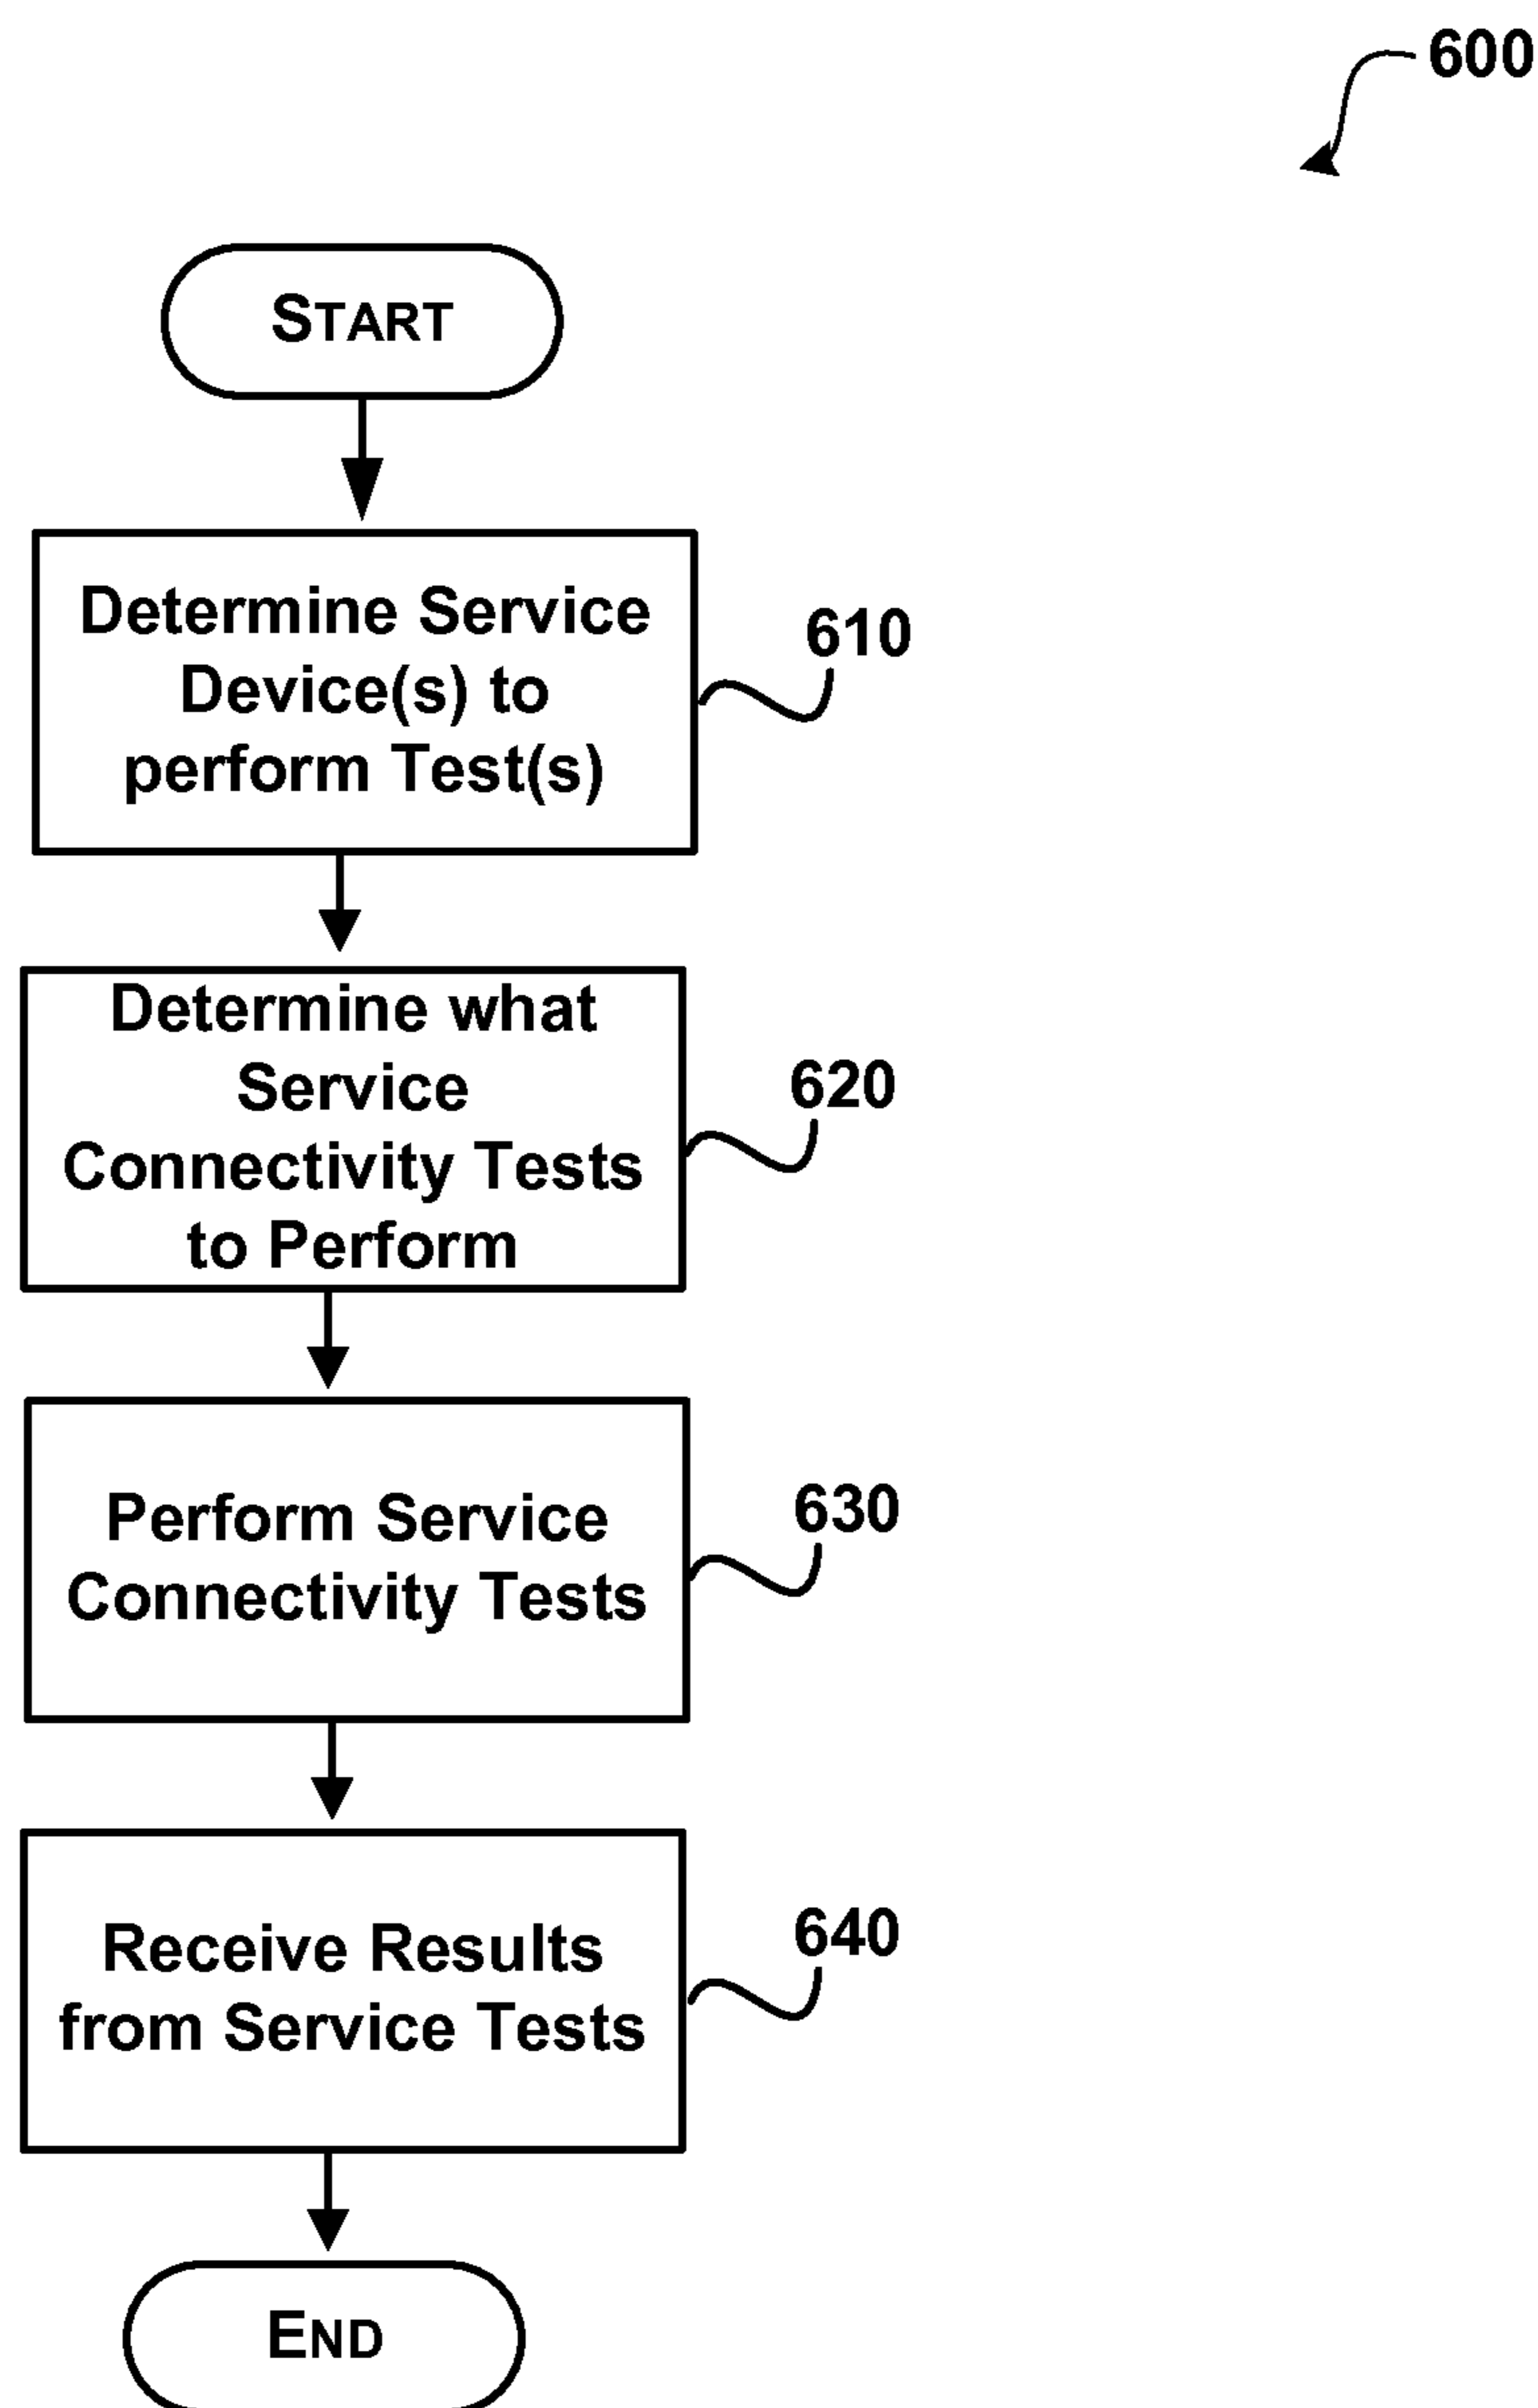 600
START
Determine Service
Device(s) to
perform Test(s)
610
Determine what
Service
Connectivity Tests
to Perform
620
Perform Service
Connectivity Tests
630
Receive Results
from Service Tests
640
END